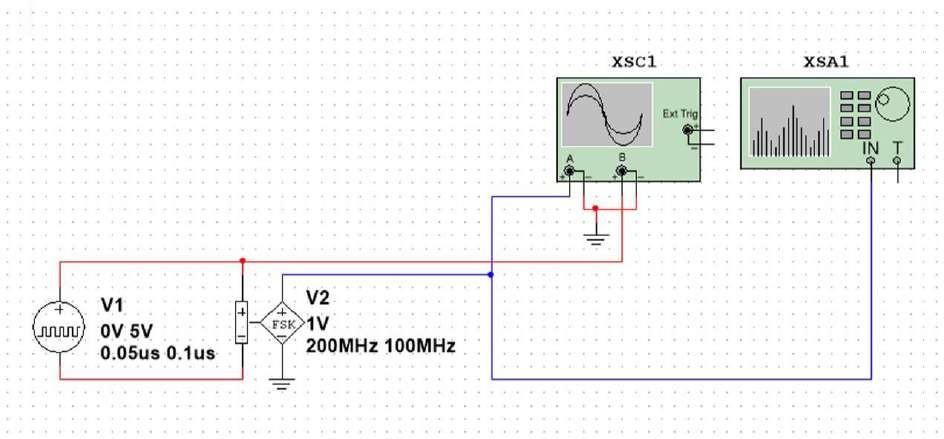 XSC1
XSA1
Ext Trig
+
−
IN T
A B
+ − + −
V1
0V 5V
0.05us 0.1us
+
+
−
+
FSK
−
V2
1V
200MHz 100MHz